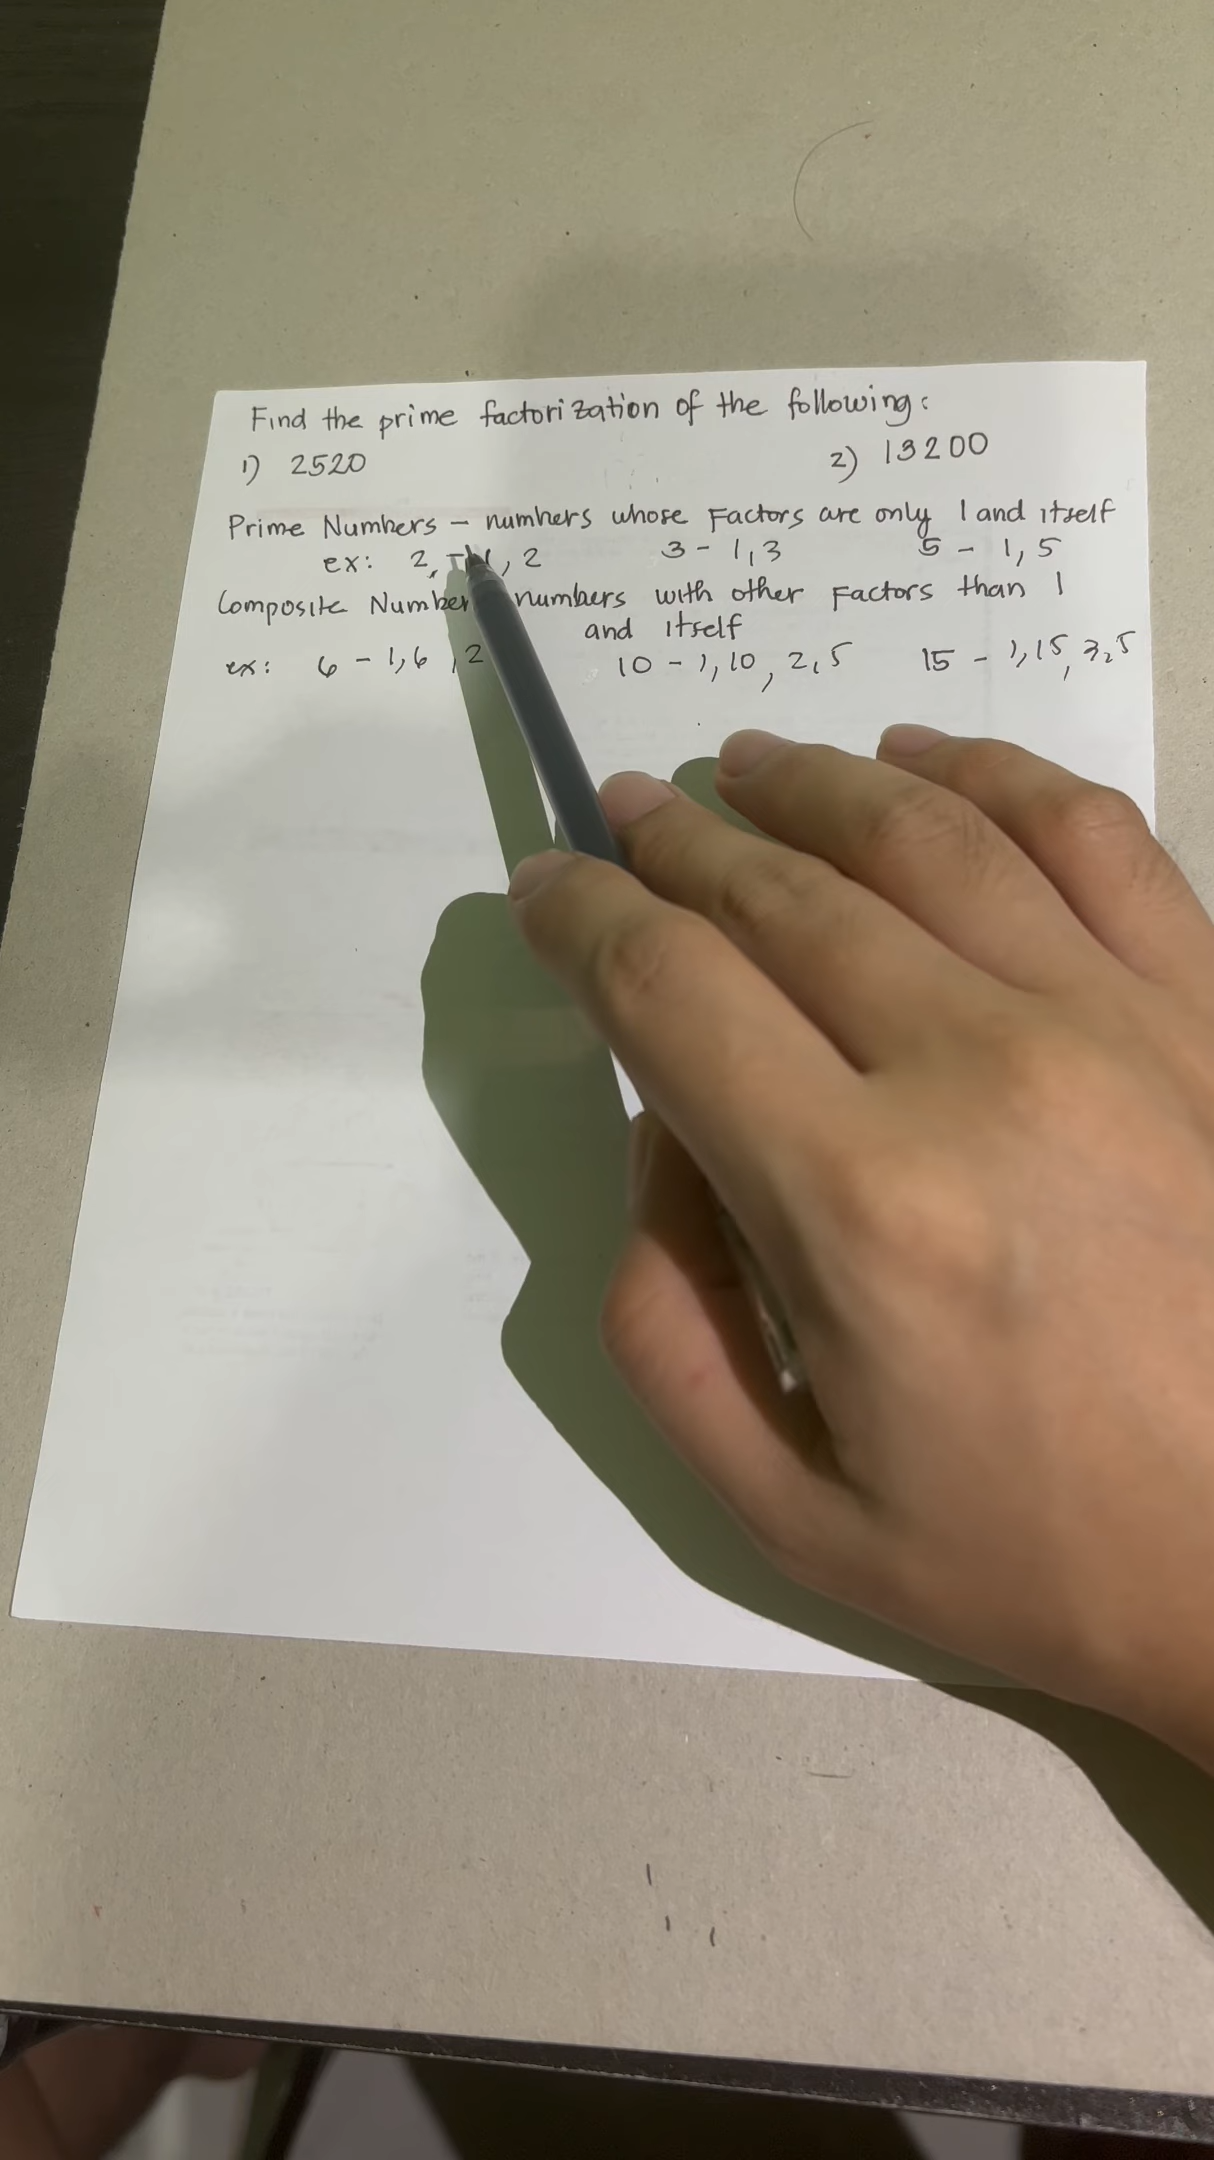 Find the prime factorization of the following:
1) 2520 2) 13200
Prime Numbers - numbers whose Factors are only 1 and itself
ex: 2 1, 2 3 - 1, 3 5 - 1, 5
Composite Number numbers with other Factors than 1
and itself
ex: 6 - 1, 6, 2 10 - 1, 10, 2, 5 15 - 1, 15, 3, 5